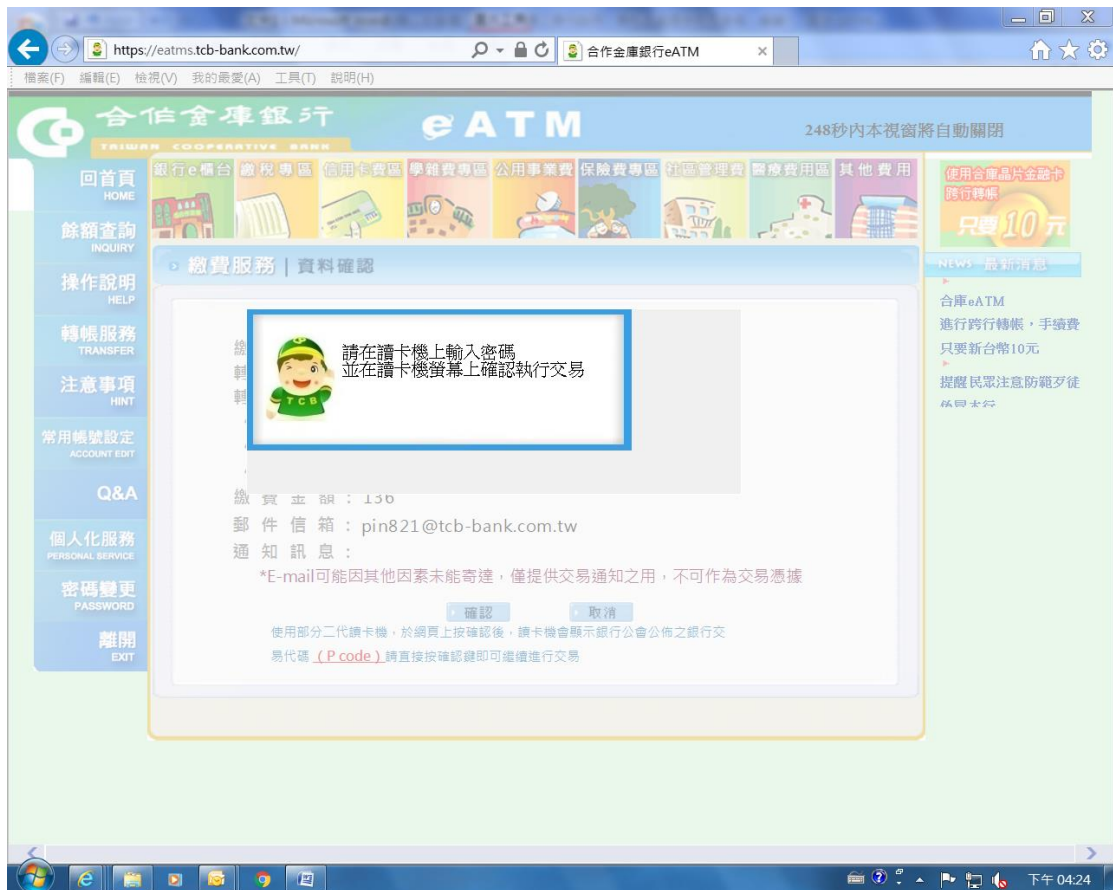 https://eatms.tcb-bank.com.tw/
合作金庫銀行eATM
檔案(F) 編輯(E) 檢視(V) 我的最愛(A) 工具(T) 說明(H)
合作金庫銀行
TAIWAN COOPERATIVE BANK
eATM
248秒內本視窗將自動關閉
回首頁
HOME
餘額查詢
INQUIRY
操作說明
HELP
轉帳服務
TRANSFER
注意事項
HINT
常用帳號設定
ACCOUNT EDIT
Q&A
個人化服務
PERSONAL SERVICE
密碼變更
PASSWORD
離開
EXIT
銀行e櫃台 繳稅專區 信用卡費區 學雜費專區 公用事業費 保險費專區 社區管理費 醫療費用區 其他費用
繳費服務 | 資料確認
請在讀卡機上輸入密碼
並在讀卡機螢幕上確認執行交易
TCB
繳費金額：136
郵件信箱：pin821@tcb-bank.com.tw
通知訊息：
*E-mail可能因其他因素未能寄達，僅提供交易通知之用，不可作為交易憑據
確認 取消
使用部分二代讀卡機，於網頁上按確認後，讀卡機會顯示銀行公會公佈之銀行交
易代碼（P code）請直接按確認鍵即可繼續進行交易
使用合庫晶片金融卡
跨行轉帳
只要10元
NEWS 最新消息
合庫eATM
進行跨行轉帳，手續費
只要新台幣10元
提醒民眾注意防範歹徒
下午 04:24